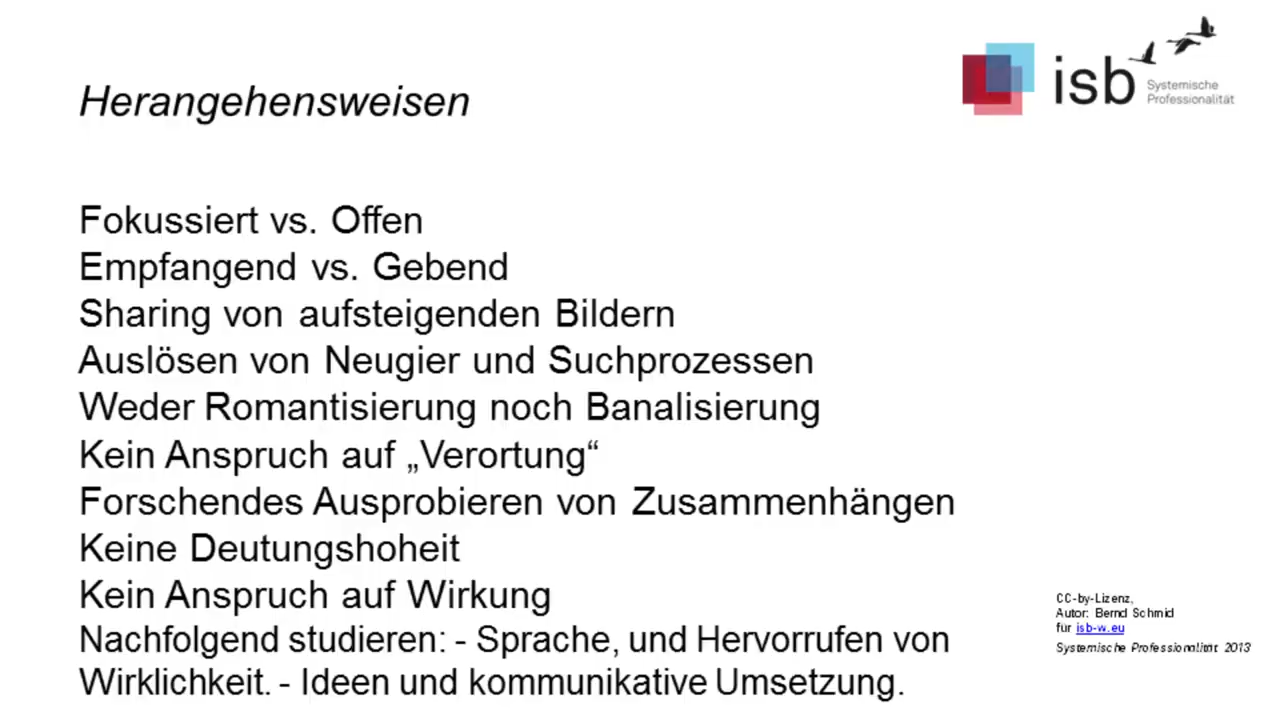 Herangehensweisen
isb
Systemische
Professionalität
Fokussiert vs. Offen
Empfangend vs. Gebend
Sharing von aufsteigenden Bildern
Auslösen von Neugier und Suchprozessen
Weder Romantisierung noch Banalisierung
Kein Anspruch auf „Verortung“
Forschendes Ausprobieren von Zusammenhängen
Keine Deutungshoheit
Kein Anspruch auf Wirkung
Nachfolgend studieren: - Sprache, und Hervorrufen von
Wirklichkeit. - Ideen und kommunikative Umsetzung.
CC-by-Lizenz,
Autor: Bernd Schmid
für isb-w.eu
Systemische Professionalität 2013